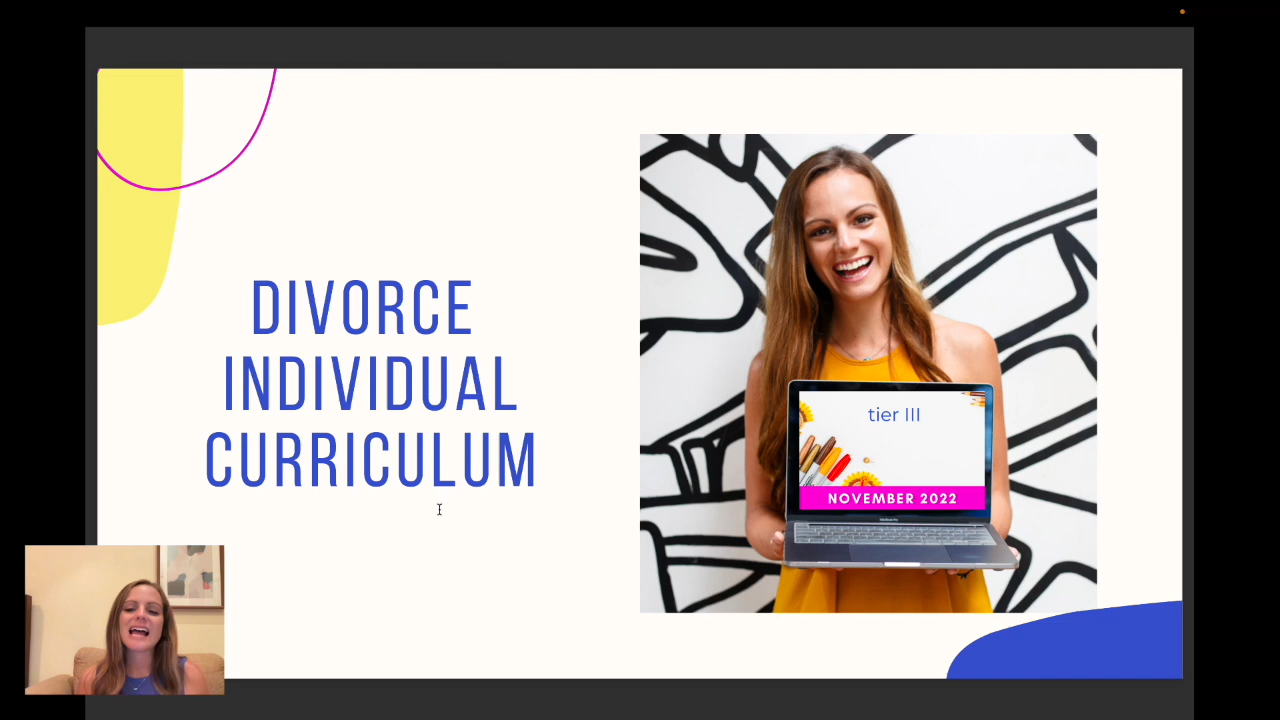 DIVORCE
INDIVIDUAL
CURRICULUM
tier III
NOVEMBER 2022